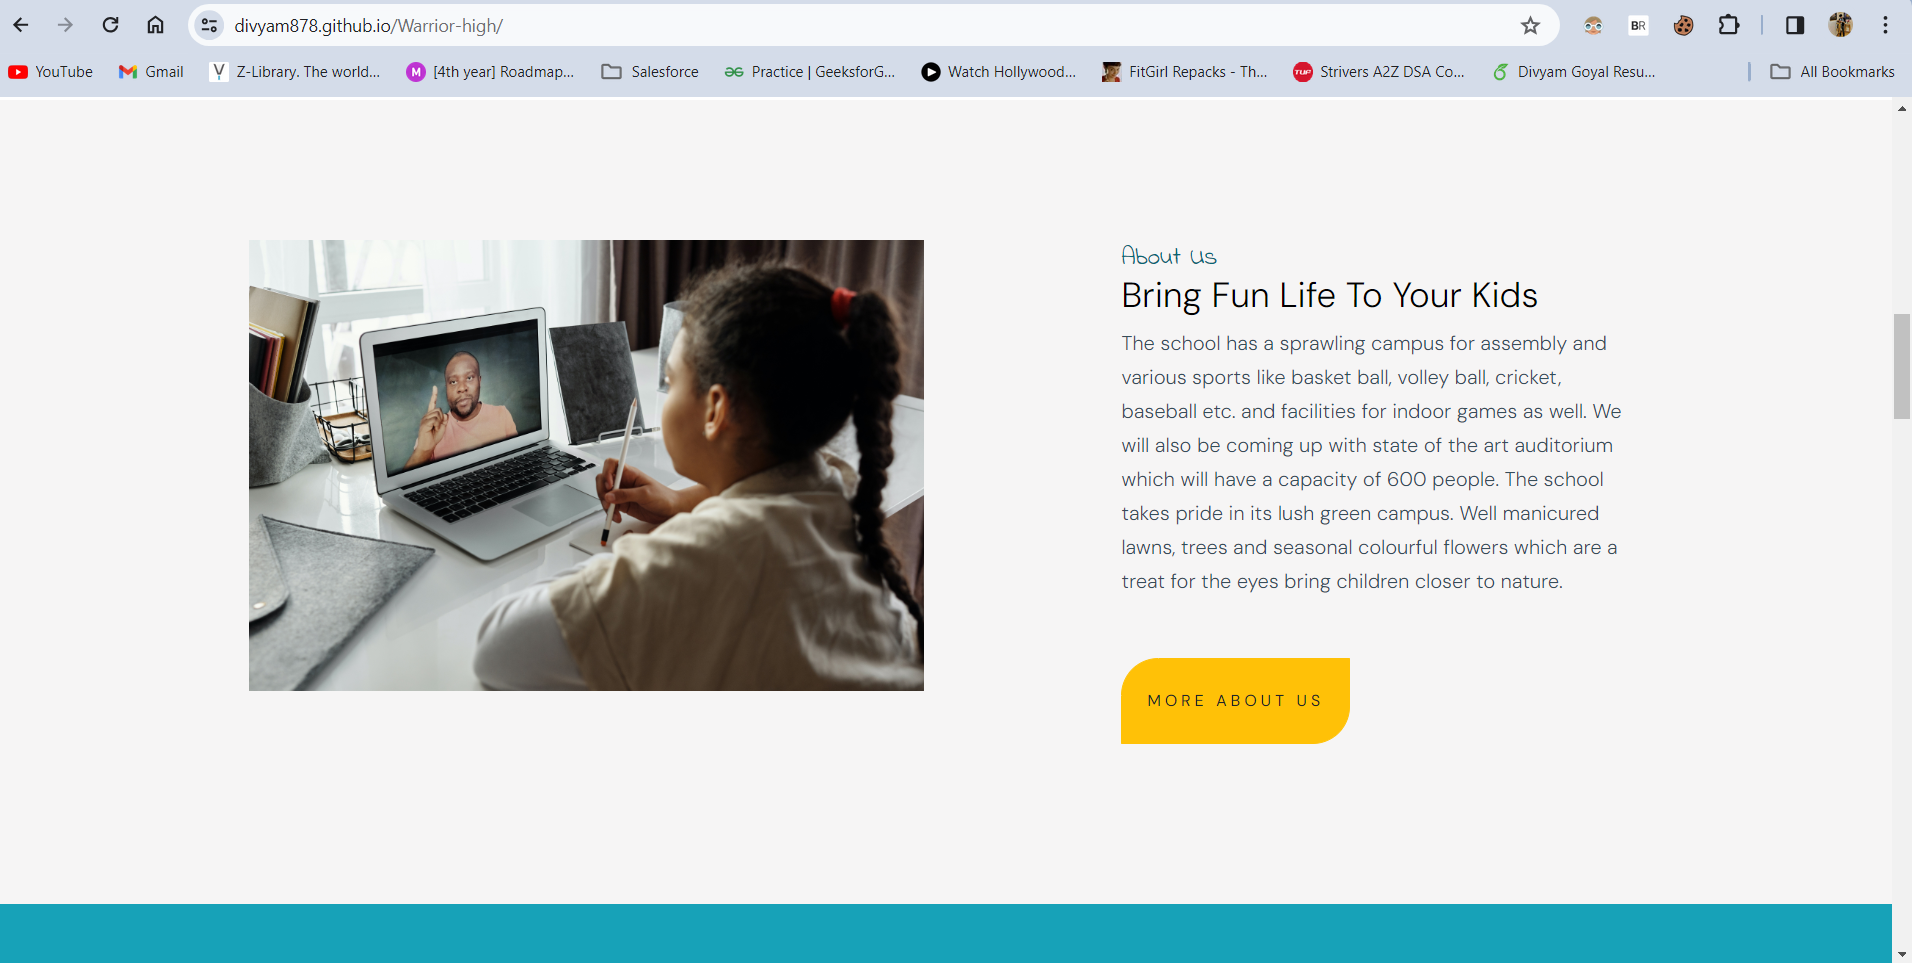 divyam878.github.io/Warrior-high/
BR
YouTube
Gmail
Z-Library. The world...
M
[4th year] Roadmap...
Salesforce
Practice | GeeksforG...
Watch Hollywood...
FitGirl Repacks - Th...
TUF
Strivers A2Z DSA Co...
Divyam Goyal Resu...
All Bookmarks
About Us
Bring Fun Life To Your Kids
The school has a sprawling campus for assembly and
various sports like basket ball, volley ball, cricket,
baseball etc. and facilities for indoor games as well. We
will also be coming up with state of the art auditorium
which will have a capacity of 600 people. The school
takes pride in its lush green campus. Well manicured
lawns, trees and seasonal colourful flowers which are a
treat for the eyes bring children closer to nature.
MORE ABOUT US